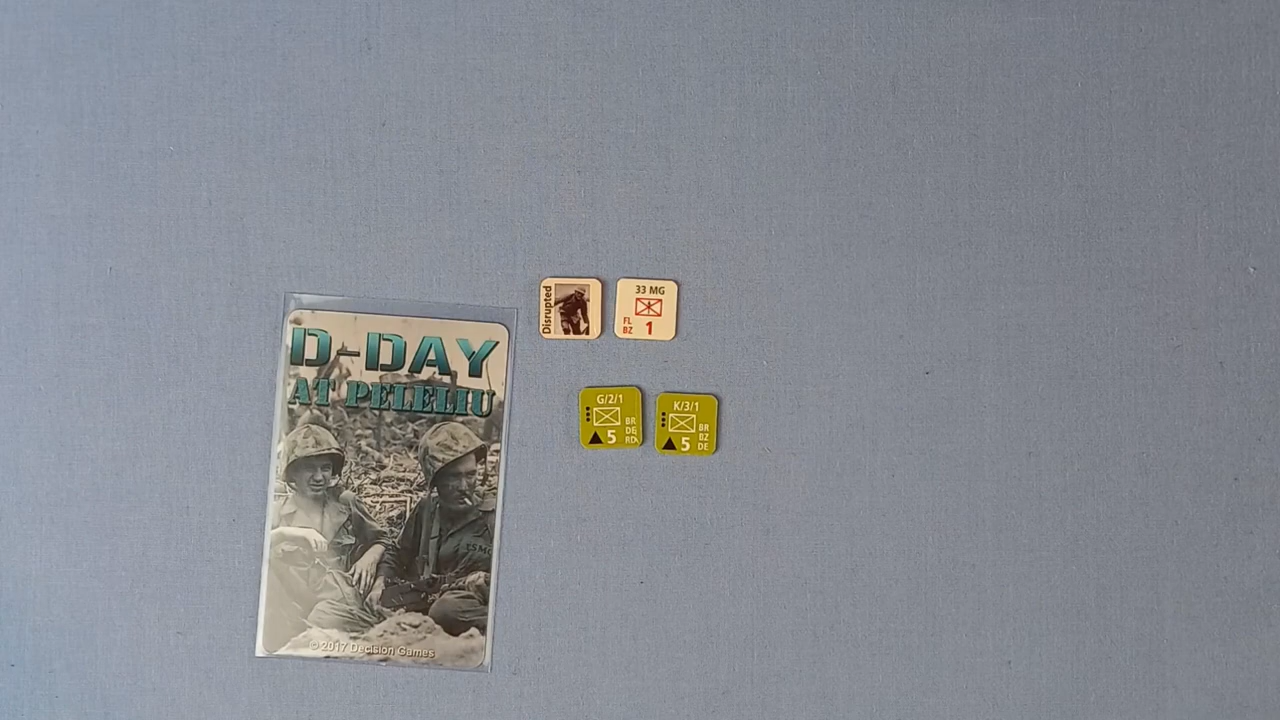 D-DAY
AT PELELIU
USMC
© 2017 Decision Games
Disrupted
33 MG
FL
BZ
1
G/2/1
5
BR
DE
RD
K/3/1
5
BR
BZ
DE